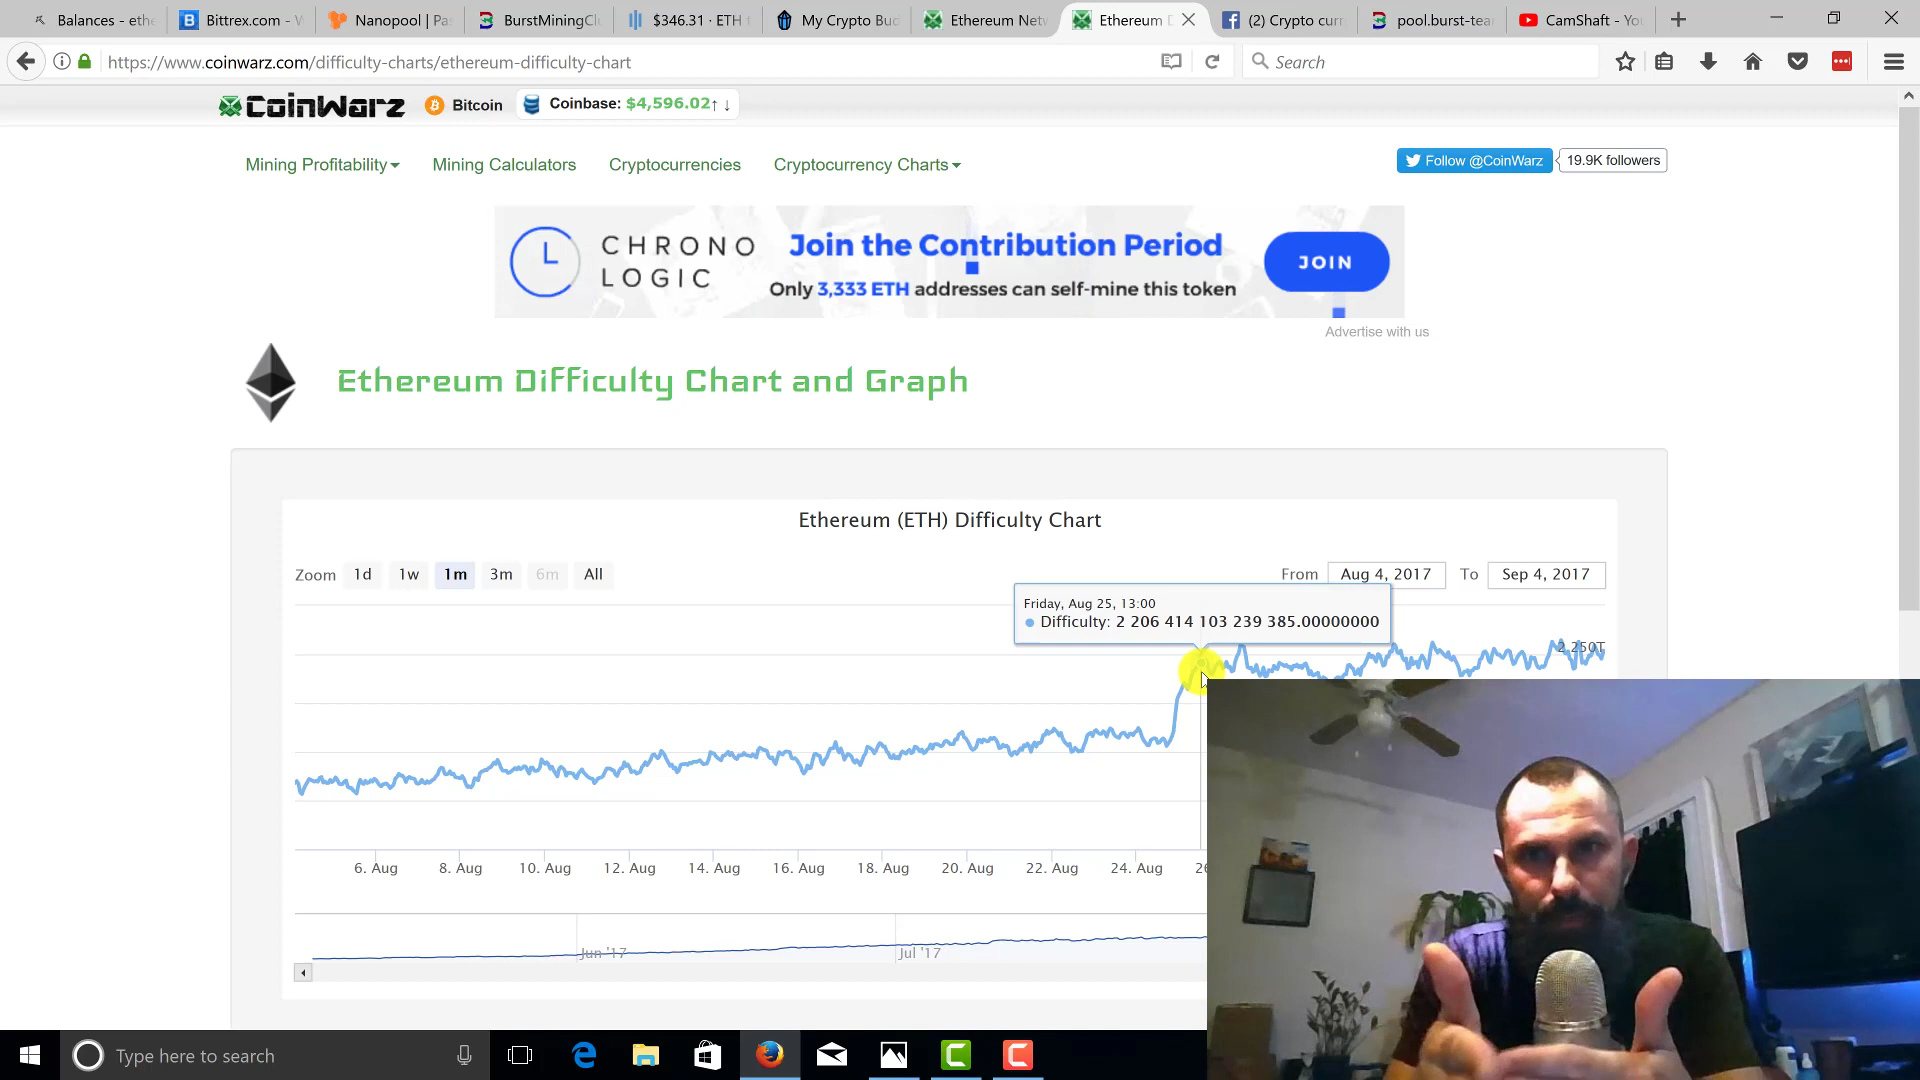 Balances - ethe
Bittrex.com - W
Nanopool | Pa
BurstMiningClu
$346.31 · ETH
My Crypto Bud
Ethereum Netw
Ethereum D
(2) Crypto curr
pool.burst-tear
CamShaft - Yo
https://www.coinwarz.com/difficulty-charts/ethereum-difficulty-chart
Search
CoinWarz
Bitcoin
Coinbase: $4,596.02↑ ↓
Mining Profitability
Mining Calculators
Cryptocurrencies
Cryptocurrency Charts
Follow @CoinWarz
19.9K followers
CHRONO
LOGIC
Join the Contribution Period
Only 3,333 ETH addresses can self-mine this token
JOIN
Advertise with us
Ethereum Difficulty Chart and Graph
Ethereum (ETH) Difficulty Chart
Zoom 1d 1w 1m 3m 6m All
From Aug 4, 2017 To Sep 4, 2017
Friday, Aug 25, 13:00
Difficulty: 2 206 414 103 239 385.00000000
2 250T
6. Aug 8. Aug 10. Aug 12. Aug 14. Aug 16. Aug 18. Aug 20. Aug 22. Aug 24. Aug 26
Jun '17 Jul '17
Type here to search